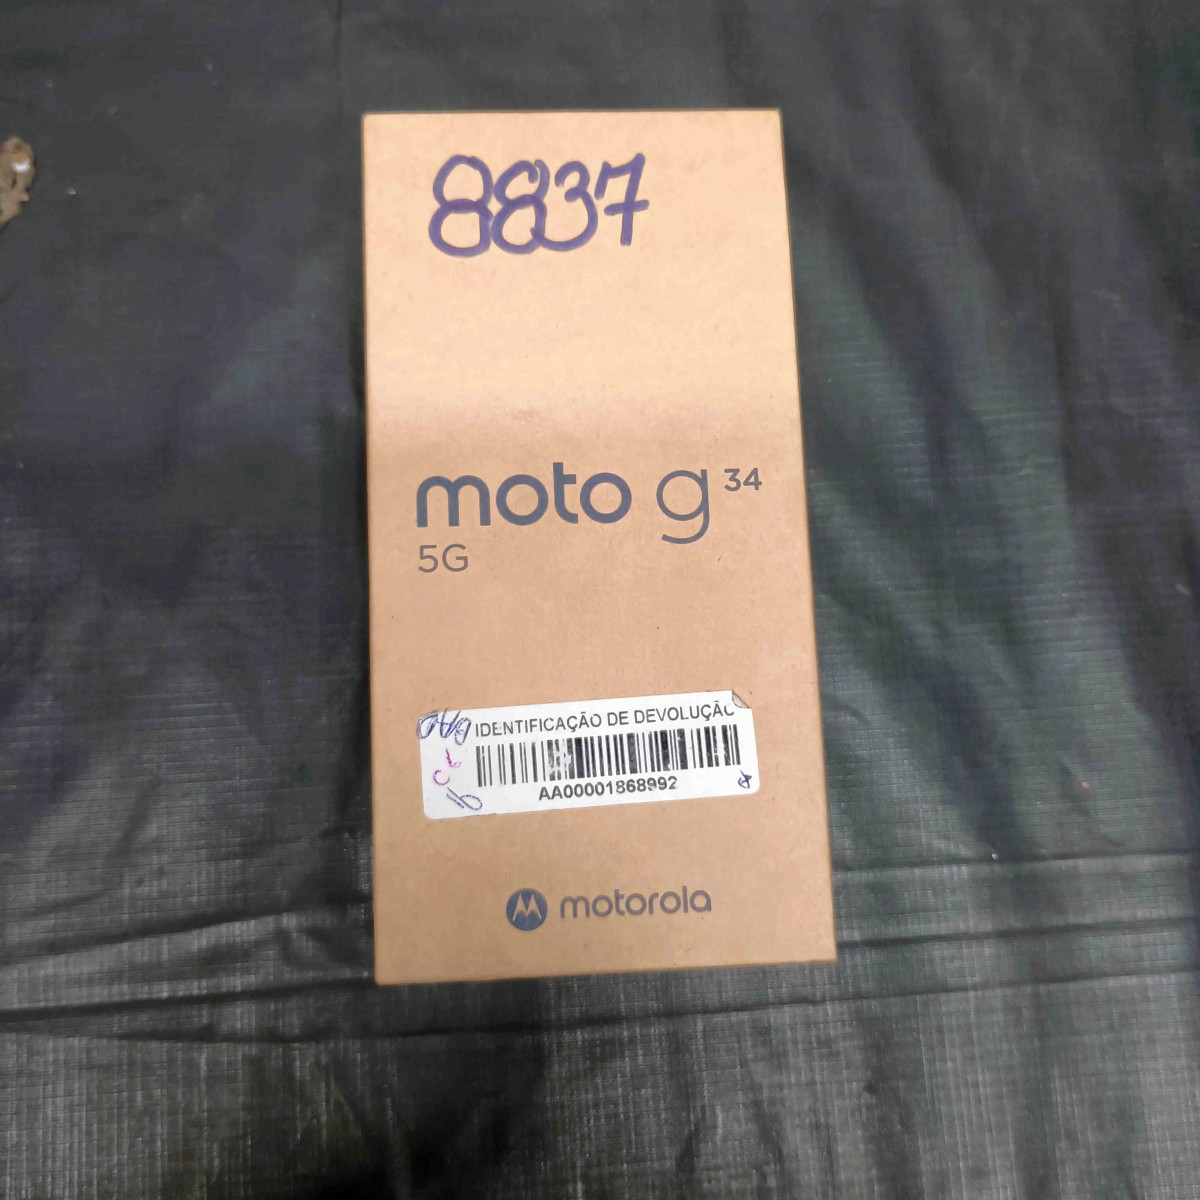 8837
moto g 34
5G
IDENTIFICAÇÃO DE DEVOLUÇÃO
AA00001868992
motorola